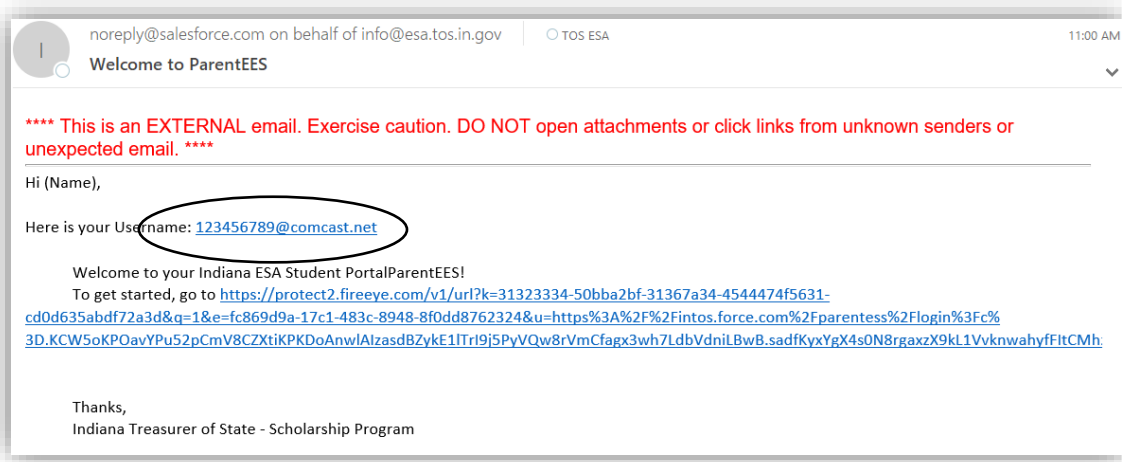 I
noreply@salesforce.com on behalf of info@esa.tos.in.gov
TOS ESA
11:00 AM
Welcome to ParentEES
**** This is an EXTERNAL email. Exercise caution. DO NOT open attachments or click links from unknown senders or
unexpected email. ****
Hi (Name),
Here is your Username: 123456789@comcast.net
Welcome to your Indiana ESA Student PortalParentEES!
To get started, go to https://protect2.fireeye.com/v1/url?k=31323334-50bba2bf-31367a34-4544474f5631-
cd0d635abdf72a3d&q=1&e=fc869d9a-17c1-483c-8948-8f0dd8762324&u=https%3A%2F%2Fintos.force.com%2Fparentess%2Flogin%3Fc%
3D.KCW5oKPOavYPu52pCmV8CZXtiKPKDoAnwlAIzasdBZykE1lTrI9j5PyVQw8rVmCfagx3wh7LdbVdniLBwB.sadfKyxYgX4s0N8rgaxzX9kL1VvknwahyfFItCMh
Thanks,
Indiana Treasurer of State - Scholarship Program